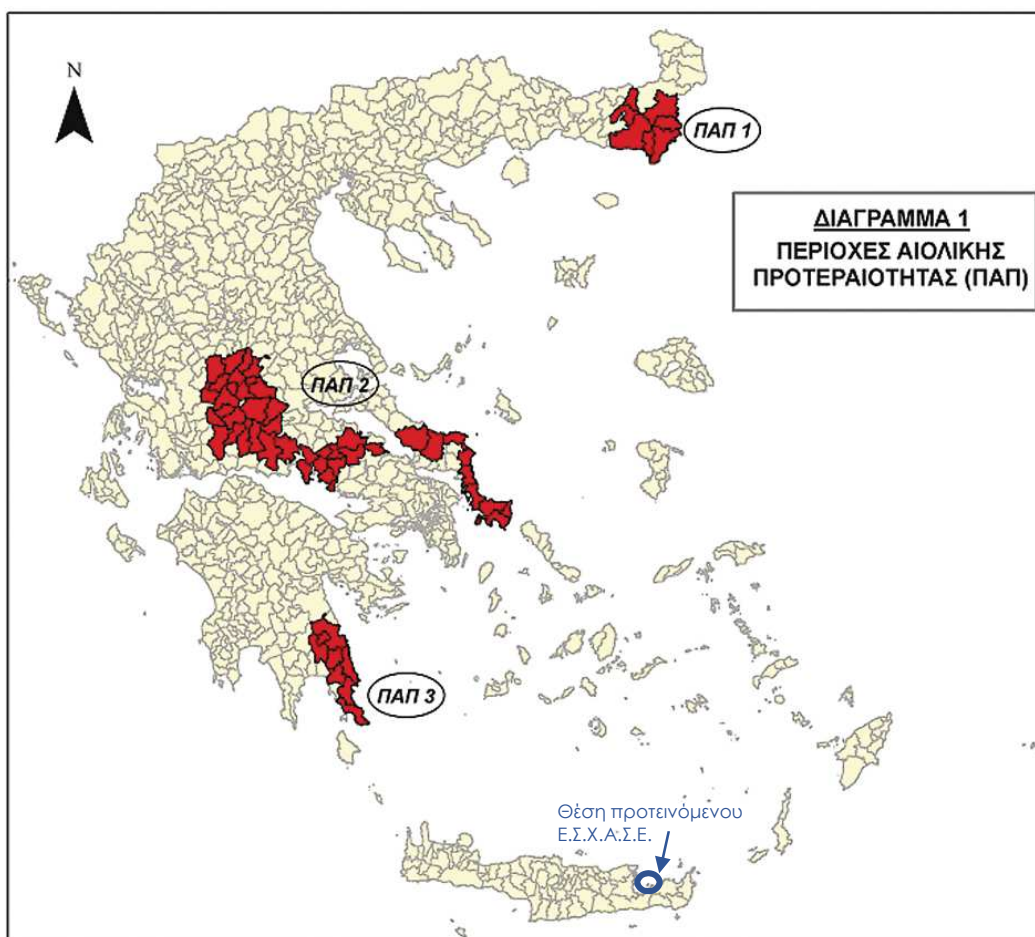 N
ΠΑΠ 1
ΔΙΑΓΡΑΜΜΑ 1
ΠΕΡΙΟΧΕΣ ΑΙΟΛΙΚΗΣ
ΠΡΟΤΕΡΑΙΟΤΗΤΑΣ (ΠΑΠ)
ΠΑΠ 2
ΠΑΠ 3
Θέση προτεινόμενου
Ε.Σ.Χ.Α.Σ.Ε.